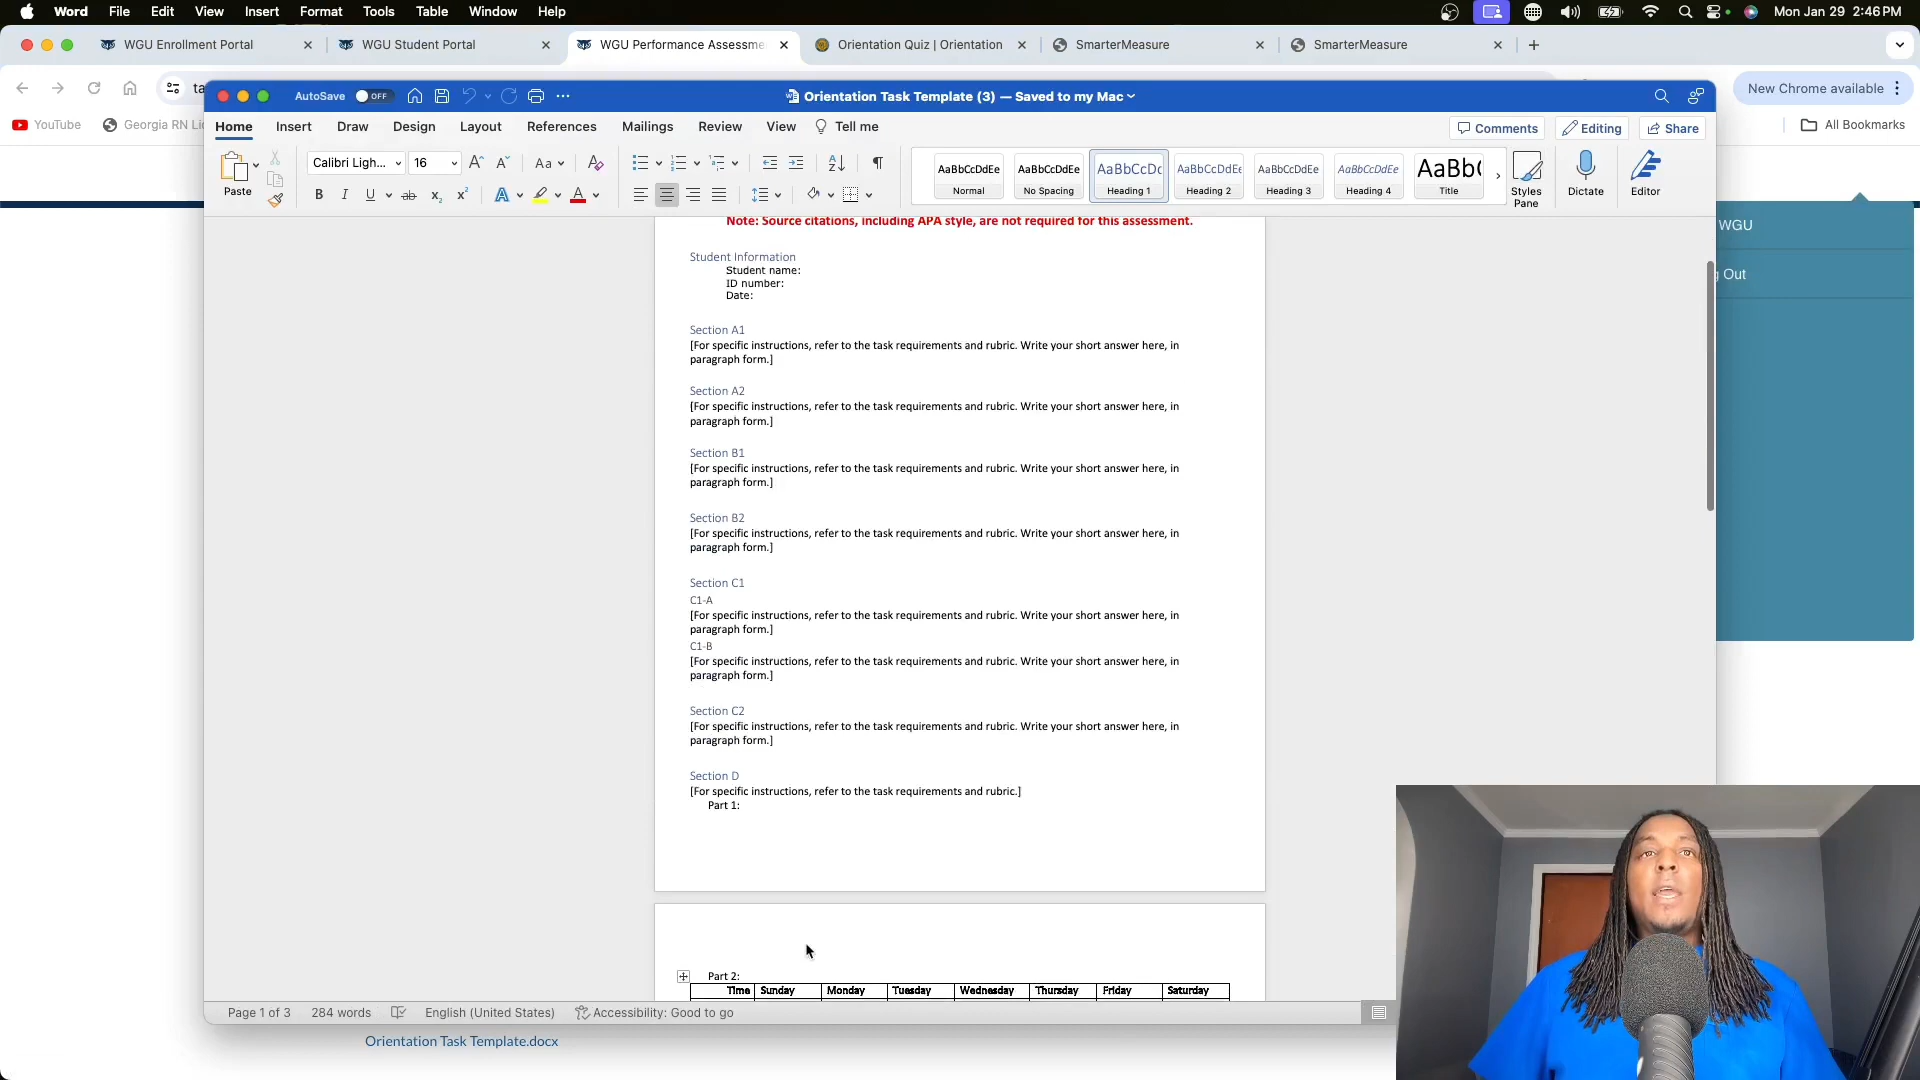 Word File Edit View Insert Format Tools Table Window Help
Mon Jan 29 2:46 PM
WGU Enrollment Portal
WGU Student Portal
WGU Performance Assessme
Orientation Quiz | Orientation
SmarterMeasure
SmarterMeasure
ta
New Chrome available
YouTube
Georgia RN Lic
All Bookmarks
AutoSave OFF
Orientation Task Template (3) — Saved to my Mac
Home Insert Draw Design Layout References Mailings Review View Tell me
Comments Editing Share
Paste
Calibri Ligh...
16
Aa
AaBbCcDdEe
Normal
AaBbCcDdEe
No Spacing
AaBbCcDc
Heading 1
AaBbCcDdEe
Heading 2
AaBbCcDdEe
Heading 3
AaBbCcDdEe
Heading 4
AaBb(
Title
Styles
Pane
Dictate
Editor
B I U ab x2 x2 A A
Note: Source citations, including APA style, are not required for this assessment.
Student Information
Student name:
ID number:
Date:
Section A1
[For specific instructions, refer to the task requirements and rubric. Write your short answer here, in
paragraph form.]
Section A2
[For specific instructions, refer to the task requirements and rubric. Write your short answer here, in
paragraph form.]
Section B1
[For specific instructions, refer to the task requirements and rubric. Write your short answer here, in
paragraph form.]
Section B2
[For specific instructions, refer to the task requirements and rubric. Write your short answer here, in
paragraph form.]
Section C1
C1-A
[For specific instructions, refer to the task requirements and rubric. Write your short answer here, in
paragraph form.]
C1-B
[For specific instructions, refer to the task requirements and rubric. Write your short answer here, in
paragraph form.]
Section C2
[For specific instructions, refer to the task requirements and rubric. Write your short answer here, in
paragraph form.]
Section D
[For specific instructions, refer to the task requirements and rubric.]
Part 1:
Part 2:
Time Sunday Monday Tuesday Wednesday Thursday Friday Saturday
WGU
g Out
Page 1 of 3 284 words English (United States) Accessibility: Good to go
Orientation Task Template.docx